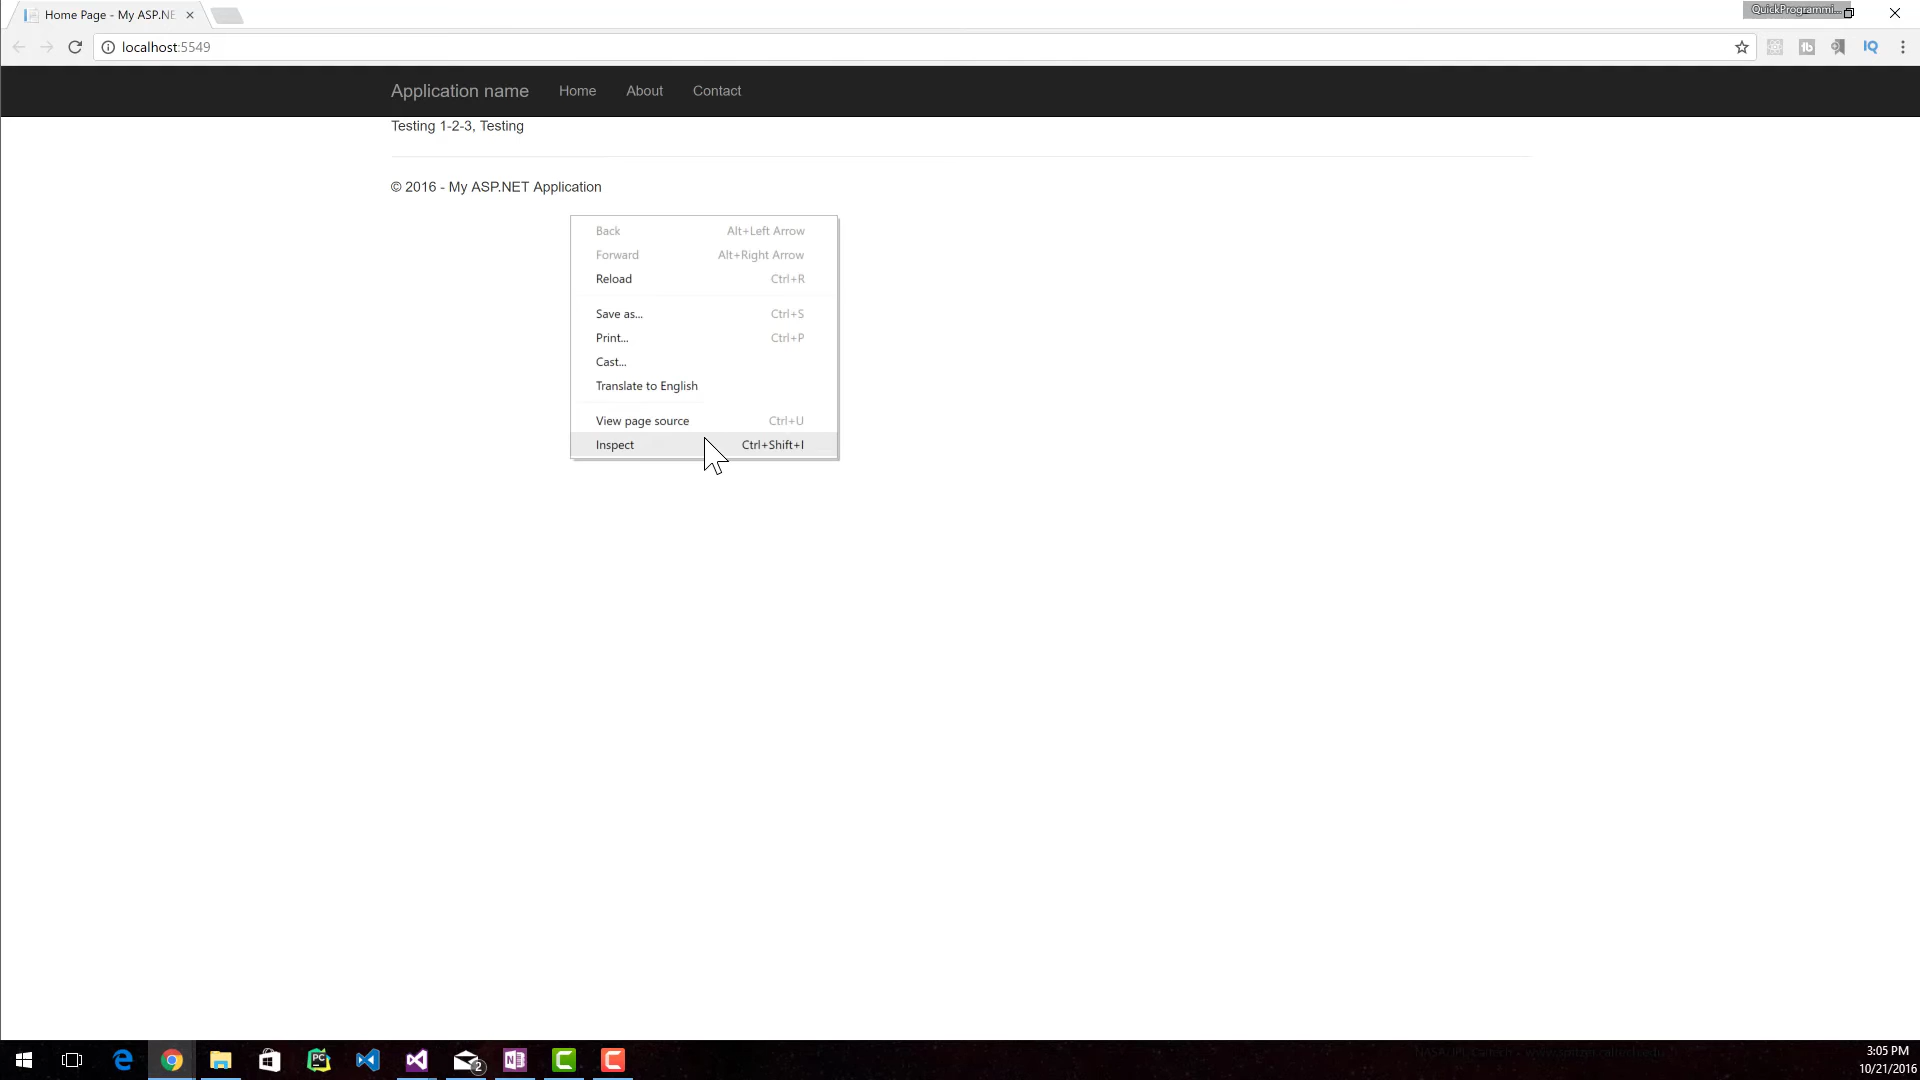 Home Page - My ASP.NE
QuickProgrammi...
localhost:5549
IQ
Application name Home About Contact
Testing 1-2-3, Testing
© 2016 - My ASP.NET Application
Back Alt+Left Arrow
Forward Alt+Right Arrow
Reload Ctrl+R
Save as... Ctrl+S
Print... Ctrl+P
Cast...
Translate to English
View page source Ctrl+U
Inspect Ctrl+Shift+I
3:05 PM
10/21/2016